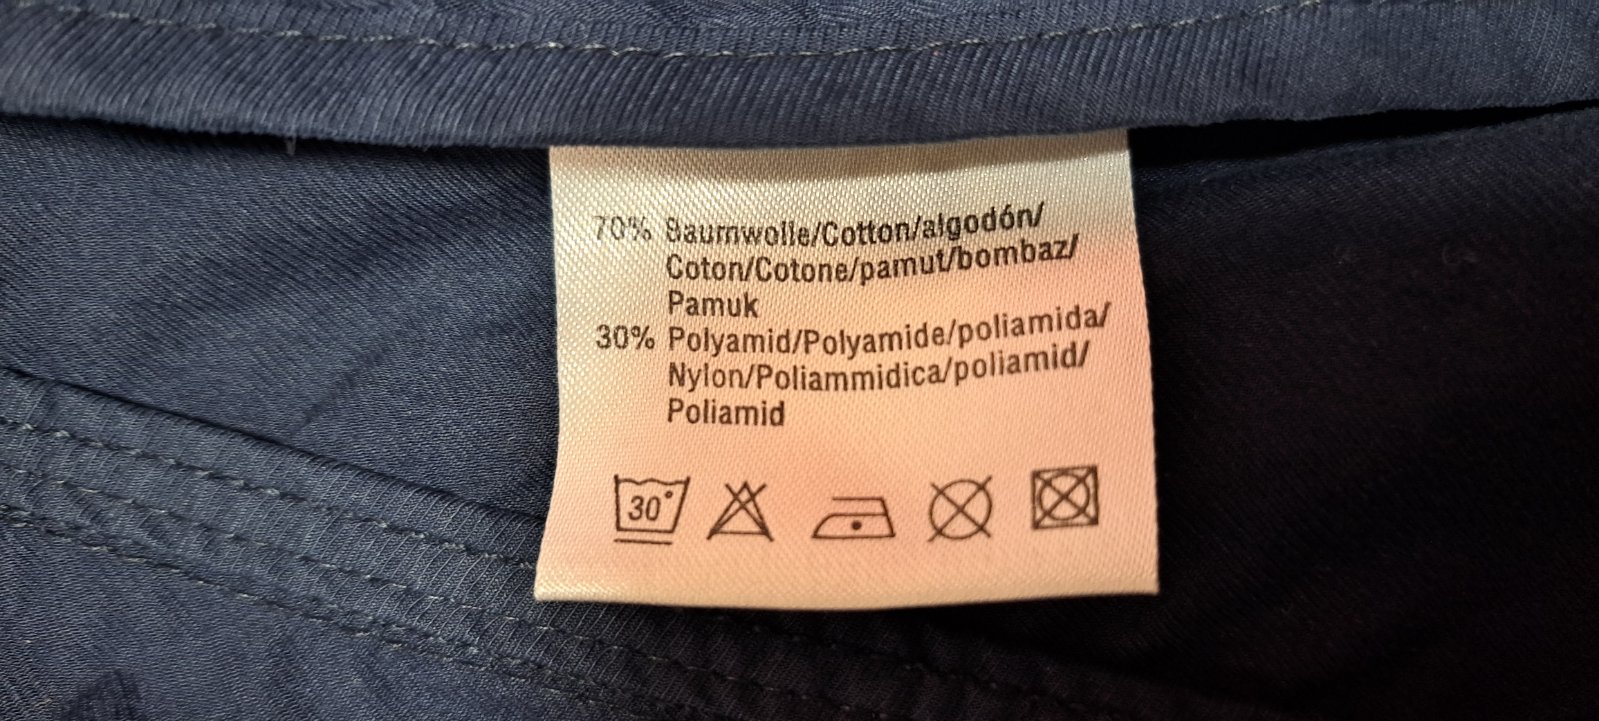 70% Baumwolle/Cotton/algodón/
Coton/Cotone/pamut/bombaz/
Pamuk
30% Polyamid/Polyamide/poliamida/
Nylon/Poliammidica/poliamid/
Poliamid
30°